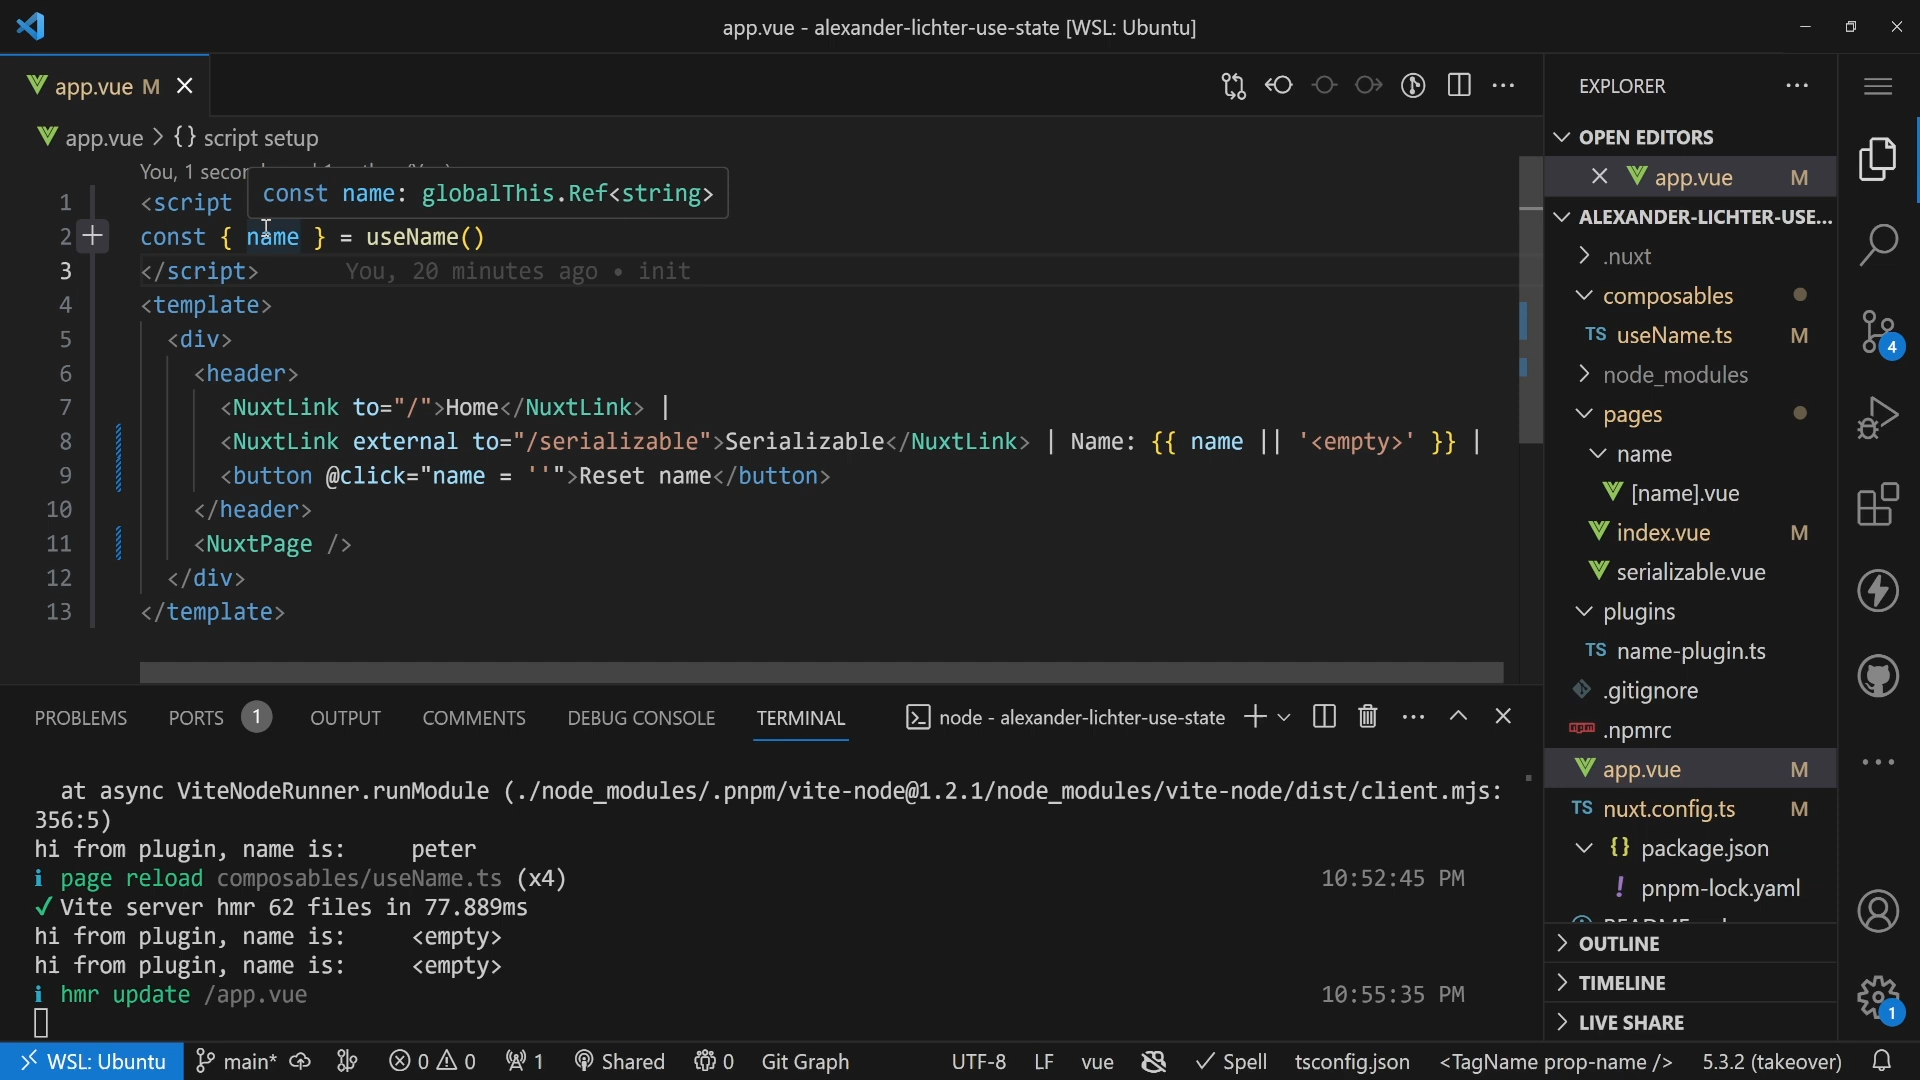 app.vue - alexander-lichter-use-state [WSL: Ubuntu]
app.vue M
app.vue > {} script setup
You, 1 secon
const name: globalThis.Ref<string>
1 <script
2 const { name } = useName()
3 </script> You, 20 minutes ago • init
4 <template>
5 <div>
6 <header>
7 <NuxtLink to="/">Home</NuxtLink> |
8 <NuxtLink external to="/serializable">Serializable</NuxtLink> | Name: {{ name || '<empty>' }} |
9 <button @click="name = ''">Reset name</button>
10 </header>
11 <NuxtPage />
12 </div>
13 </template>
PROBLEMS PORTS 1 OUTPUT COMMENTS DEBUG CONSOLE TERMINAL node - alexander-lichter-use-state
at async ViteNodeRunner.runModule (./node_modules/.pnpm/vite-node@1.2.1/node_modules/vite-node/dist/client.mjs:
356:5)
hi from plugin, name is: peter
i page reload composables/useName.ts (x4) 10:52:45 PM
✓ Vite server hmr 62 files in 77.889ms
hi from plugin, name is: <empty>
hi from plugin, name is: <empty>
i hmr update /app.vue 10:55:35 PM
EXPLORER
OPEN EDITORS
app.vue M
ALEXANDER-LICHTER-USE...
.nuxt
composables
TS useName.ts M
node_modules
pages
name
[name].vue
index.vue M
serializable.vue
plugins
TS name-plugin.ts
.gitignore
npm .npmrc
app.vue M
TS nuxt.config.ts M
{} package.json
! pnpm-lock.yaml
OUTLINE
TIMELINE
LIVE SHARE
4
1
WSL: Ubuntu main* 0 0 1 Shared 0 Git Graph UTF-8 LF vue Spell tsconfig.json <TagName prop-name /> 5.3.2 (takeover)